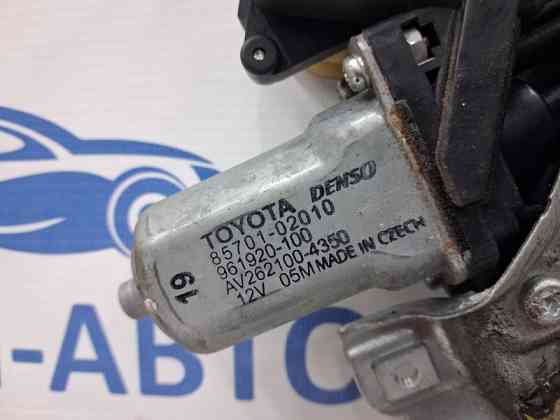 TOYOTA DENSO
85701-02010
961920-100
AV262100-4350
12V 05M MADE IN CZECH
19
-АВТО